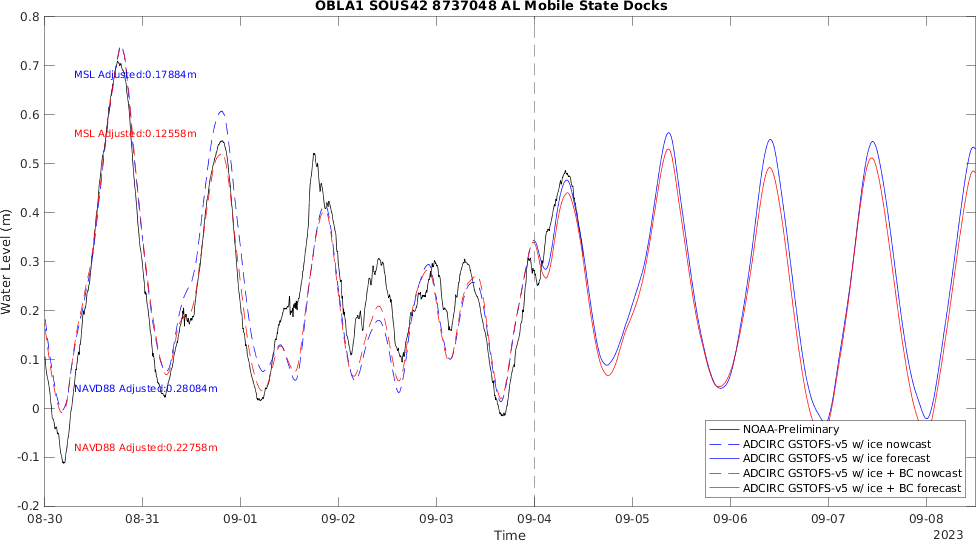 OBLA1 SOUS42 8737048 AL Mobile State Docks
Water Level (m)
0.8
0.7
0.6
0.5
0.4
0.3
0.2
0.1
0
-0.1
-0.2
MSL Adjusted:0.17884m
MSL Adjusted:0.12558m
NAVD88 Adjusted:0.28084m
NAVD88 Adjusted:0.22758m
NOAA-Preliminary
ADCIRC GSTOFS-v5 w/ ice nowcast
ADCIRC GSTOFS-v5 w/ ice forecast
ADCIRC GSTOFS-v5 w/ ice + BC nowcast
ADCIRC GSTOFS-v5 w/ ice + BC forecast
08-30 08-31 09-01 09-02 09-03 09-04 09-05 09-06 09-07 09-08
Time
2023